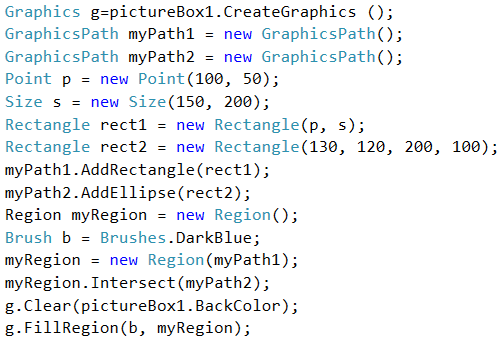 Graphics g=pictureBox1.CreateGraphics ();
GraphicsPath myPath1 = new GraphicsPath();
GraphicsPath myPath2 = new GraphicsPath();
Point p = new Point(100, 50);
Size s = new Size(150, 200);
Rectangle rect1 = new Rectangle(p, s);
Rectangle rect2 = new Rectangle(130, 120, 200, 100);
myPath1.AddRectangle(rect1);
myPath2.AddEllipse(rect2);
Region myRegion = new Region();
Brush b = Brushes.DarkBlue;
myRegion = new Region(myPath1);
myRegion.Intersect(myPath2);
g.Clear(pictureBox1.BackColor);
g.FillRegion(b, myRegion);